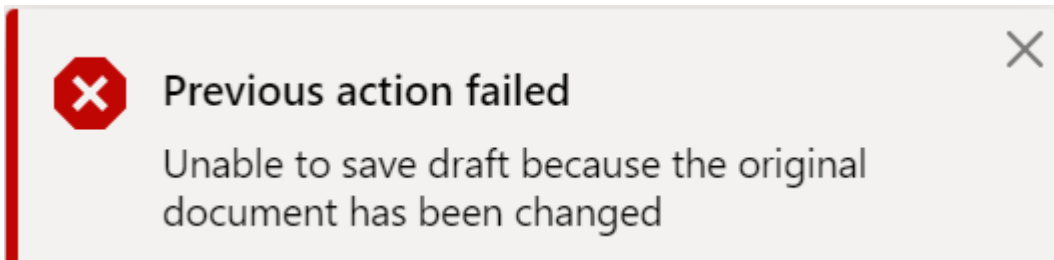 Previous action failed
Unable to save draft because the original
document has been changed